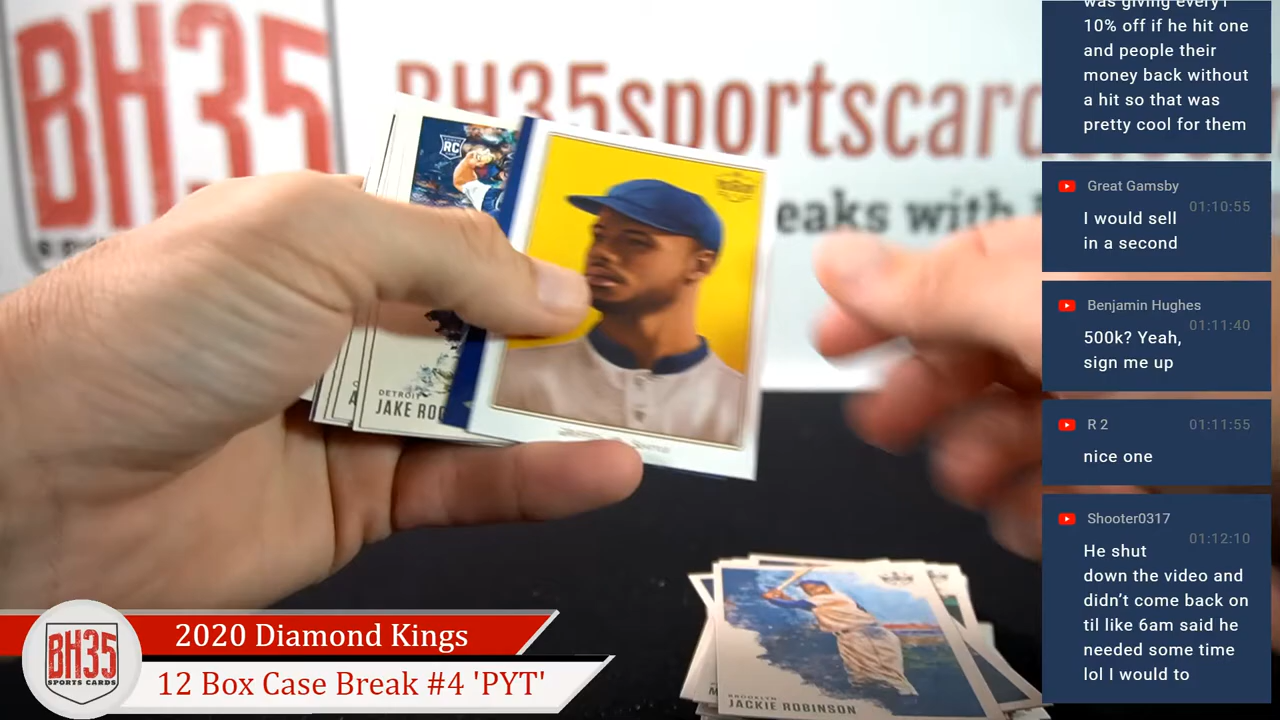 BH35
BH35sportscard
eaks with
RC
DETROIT
JAKE ROG
BROOKLYN
JACKIE ROBINSON
2020 Diamond Kings
12 Box Case Break #4 'PYT'
BH35
SPORTS CARDS
was giving every1
10% off if he hit one
and people their
money back without
a hit so that was
pretty cool for them
Great Gamsby
01:10:55
I would sell
in a second
Benjamin Hughes
01:11:40
500k? Yeah,
sign me up
R 2
01:11:55
nice one
Shooter0317
01:12:10
He shut
down the video and
didn't come back on
til like 6am said he
needed some time
lol I would to